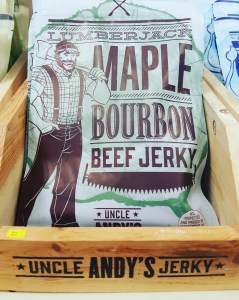 LUMBERJACK
MAPLE
BOURBON
BEEF JERKY
UNCLE
ANDY'S
UNCLE ANDY'S JERKY